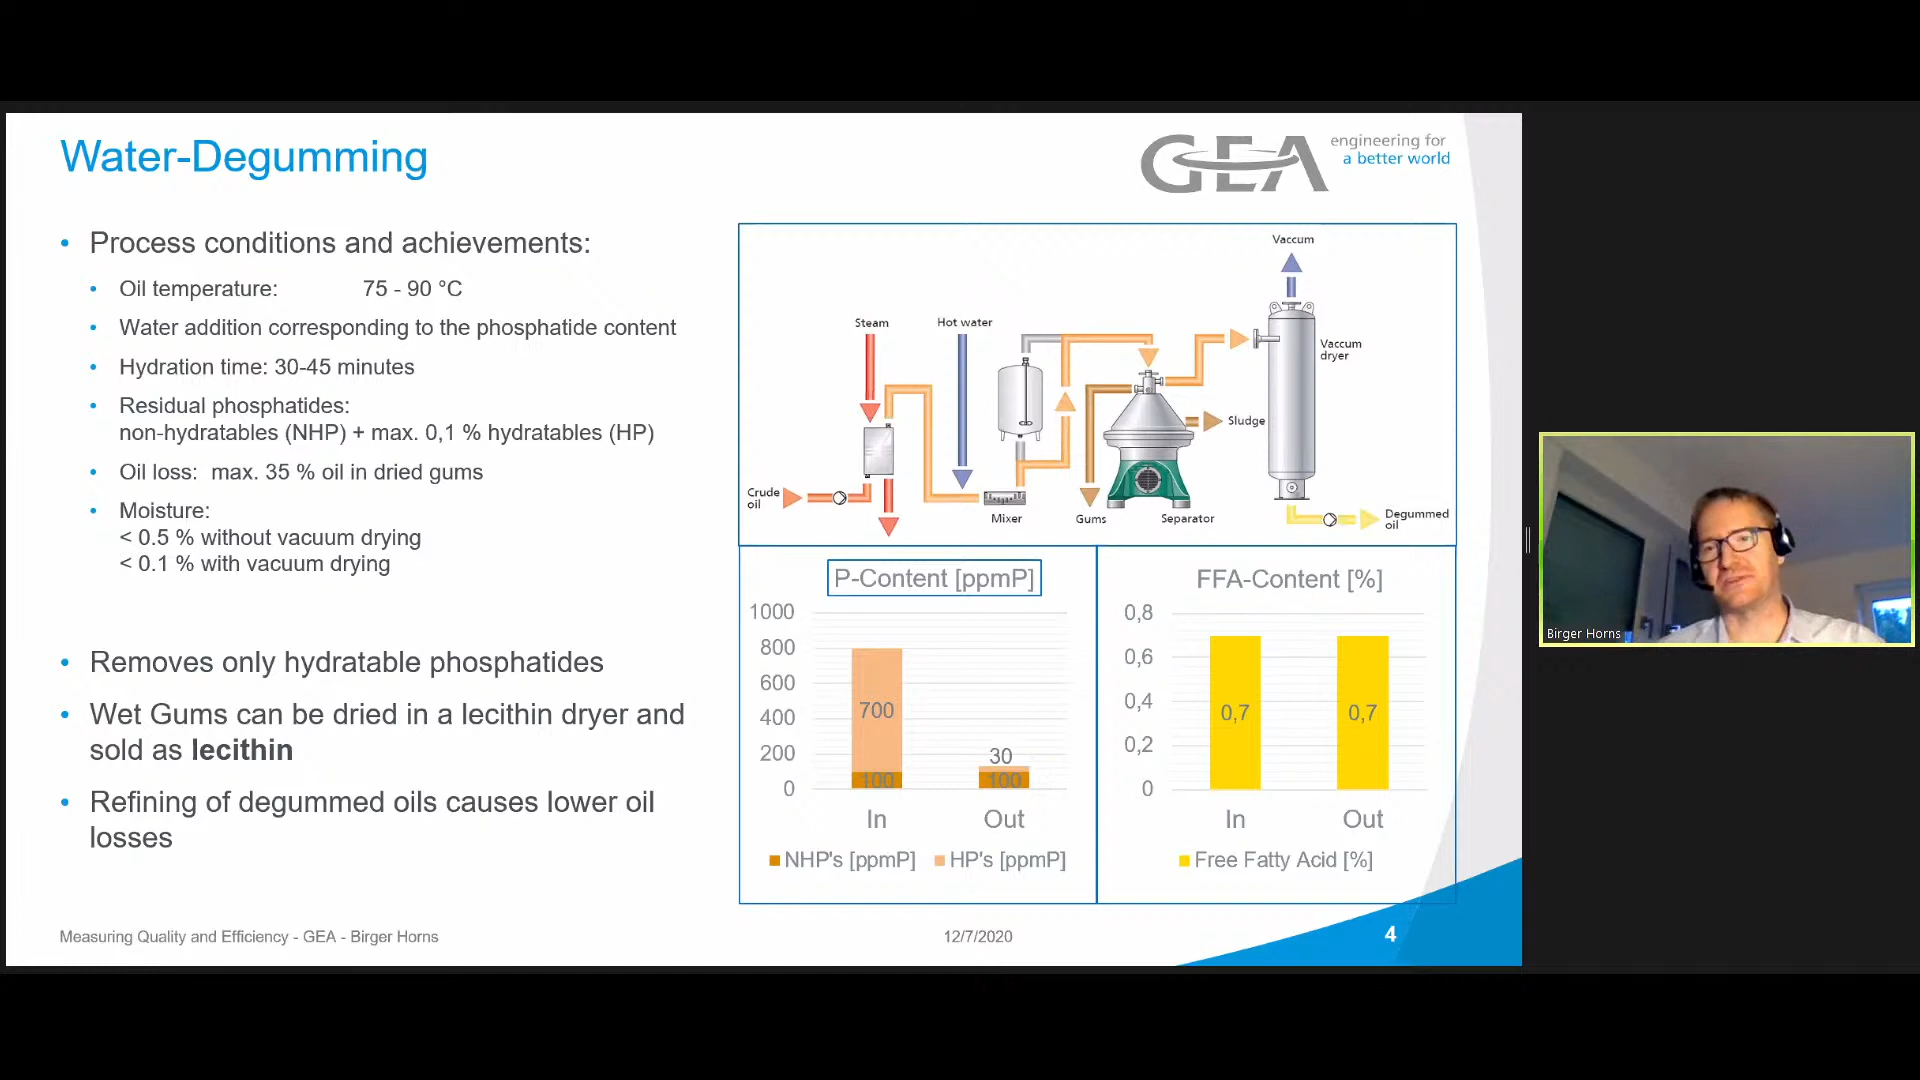 Water-Degumming
GEA
engineering for
a better world
• Process conditions and achievements:
• Oil temperature: 75 - 90 °C
• Water addition corresponding to the phosphatide content
• Hydration time: 30-45 minutes
• Residual phosphatides:
non-hydratables (NHP) + max. 0,1 % hydratables (HP)
• Oil loss: max. 35 % oil in dried gums
• Moisture:
< 0.5 % without vacuum drying
< 0.1 % with vacuum drying
• Removes only hydratable phosphatides
• Wet Gums can be dried in a lecithin dryer and
sold as lecithin
• Refining of degummed oils causes lower oil
losses
Vaccum
Steam
Hot water
Vaccum
dryer
Sludge
Crude
oil
Mixer
Gums
Separator
Degummed
oil
P-Content [ppmP]
1000
800
600
400
200
0
700
100
30
100
In
Out
NHP's [ppmP]
HP's [ppmP]
FFA-Content [%]
0,8
0,6
0,4
0,2
0
0,7
0,7
In
Out
Free Fatty Acid [%]
Measuring Quality and Efficiency - GEA - Birger Horns
12/7/2020
4
Birger Horns